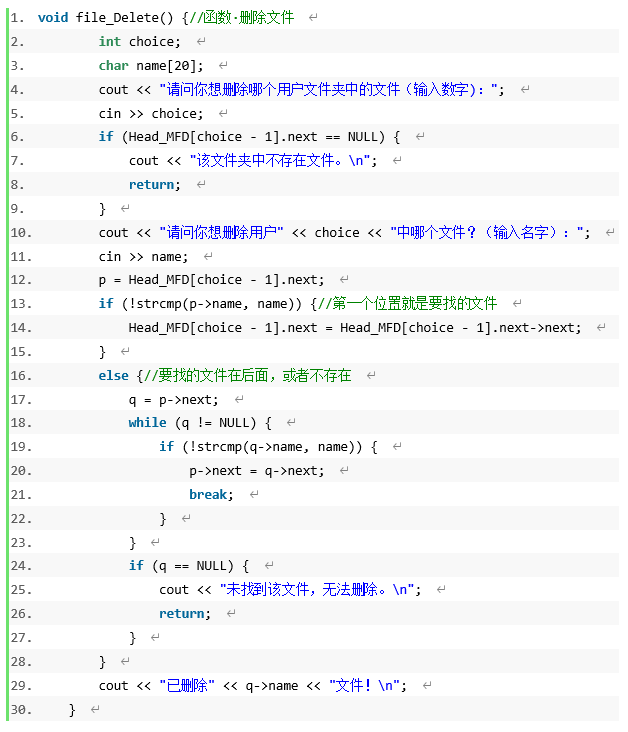 1. void file_Delete() {//函数·删除文件 ↵
2. int choice; ↵
3. char name[20]; ↵
4. cout << "请问你想删除哪个用户文件夹中的文件（输入数字）："; ↵
5. cin >> choice; ↵
6. if (Head_MFD[choice - 1].next == NULL) { ↵
7. cout << "该文件夹中不存在文件。\n"; ↵
8. return; ↵
9. } ↵
10. cout << "请问你想删除用户" << choice << "中哪个文件？（输入名字）："; ↵
11. cin >> name; ↵
12. p = Head_MFD[choice - 1].next; ↵
13. if (!strcmp(p->name, name)) {//第一个位置就是要找的文件 ↵
14. Head_MFD[choice - 1].next = Head_MFD[choice - 1].next->next; ↵
15. } ↵
16. else {//要找的文件在后面，或者不存在 ↵
17. q = p->next; ↵
18. while (q != NULL) { ↵
19. if (!strcmp(q->name, name)) { ↵
20. p->next = q->next; ↵
21. break; ↵
22. } ↵
23. } ↵
24. if (q == NULL) { ↵
25. cout << "未找到该文件，无法删除。\n"; ↵
26. return; ↵
27. } ↵
28. } ↵
29. cout << "已删除" << q->name << "文件！\n"; ↵
30. } ↵